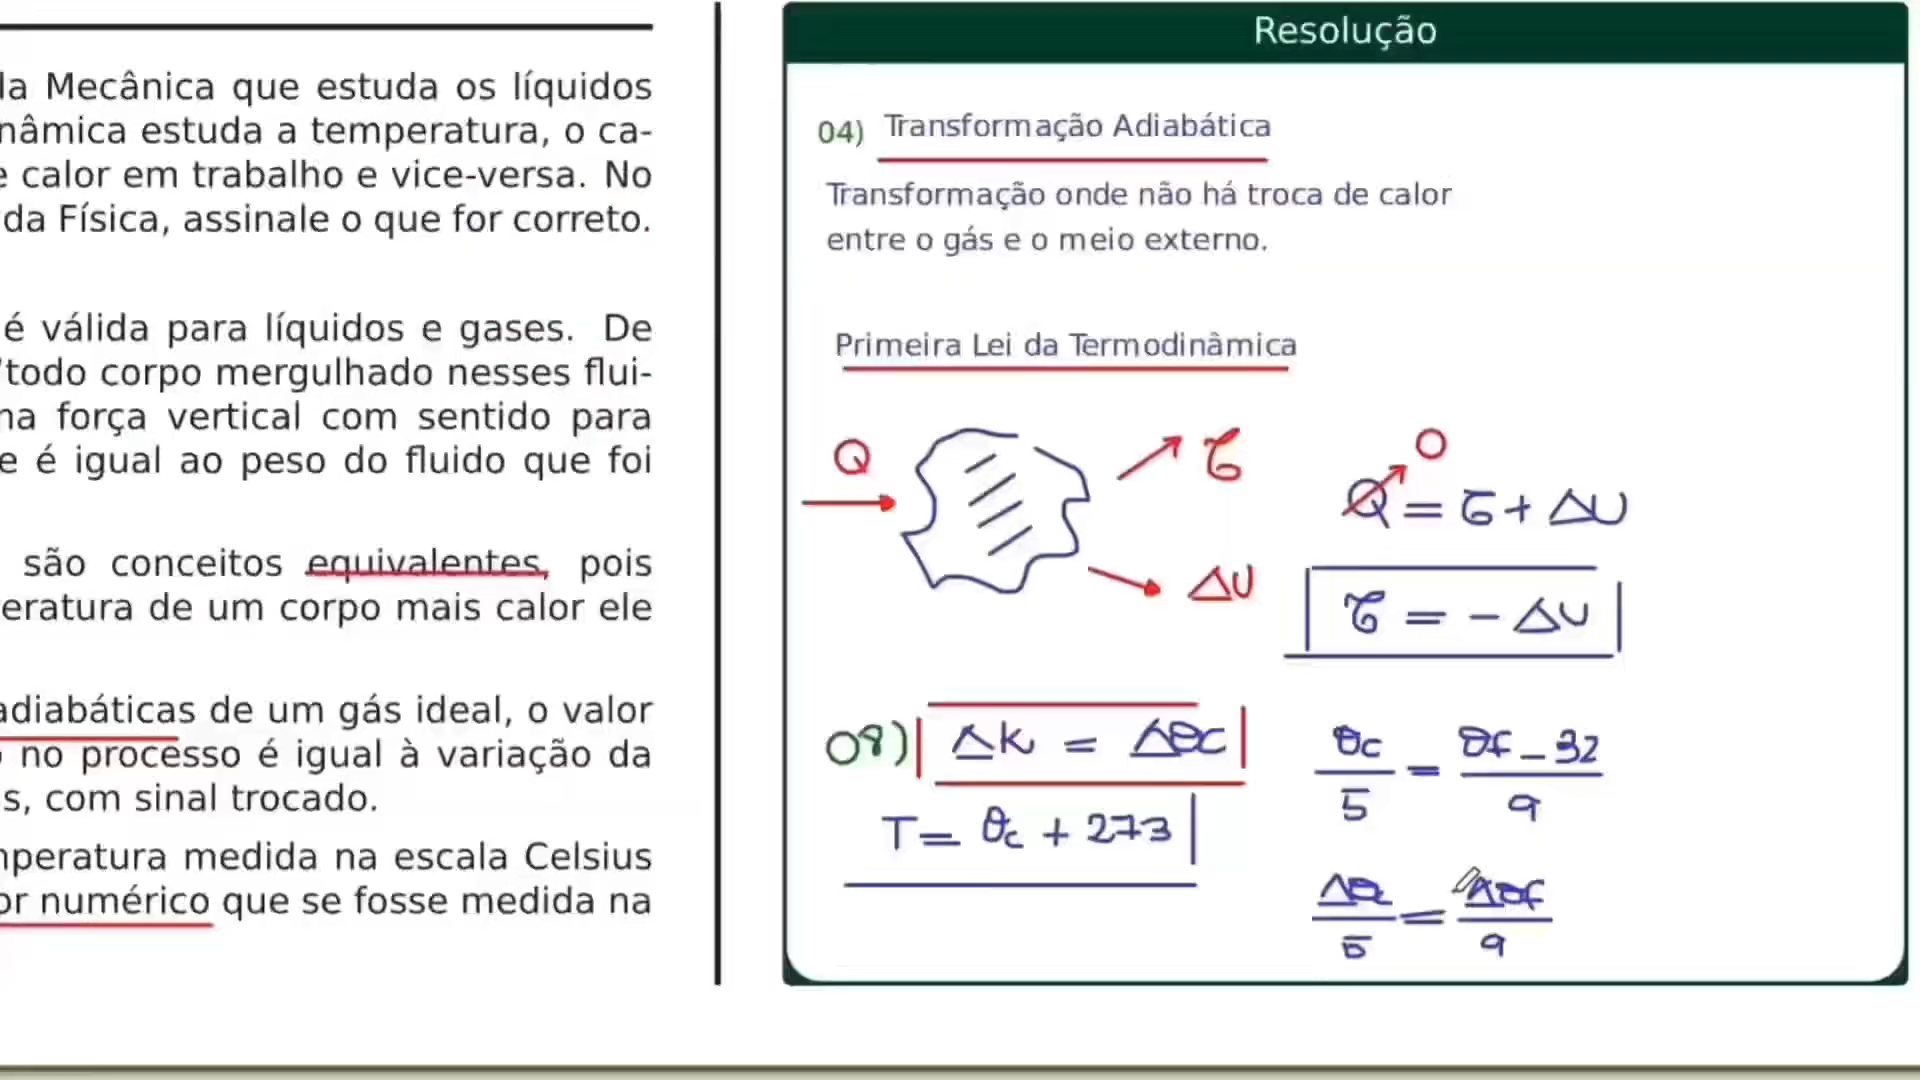 la Mecânica que estuda os líquidos
nâmica estuda a temperatura, o ca-
e calor em trabalho e vice-versa. No
da Física, assinale o que for correto.
é válida para líquidos e gases. De
"todo corpo mergulhado nesses flui-
na força vertical com sentido para
e é igual ao peso do fluido que foi
são conceitos equivalentes, pois
eratura de um corpo mais calor ele
adiabáticas de um gás ideal, o valor
o no processo é igual à variação da
s, com sinal trocado.
mperatura medida na escala Celsius
or numérico que se fosse medida na
Resolução
04) Transformação Adiabática
Transformação onde não há troca de calor
entre o gás e o meio externo.
Primeira Lei da Termodinâmica
Q
τ
ΔU
0
Q = τ + ΔU
τ = - ΔU
08) ΔK = Δθc
T = θc + 273
θc/5 = θf - 32/9
Δθc/5 = Δθf/9